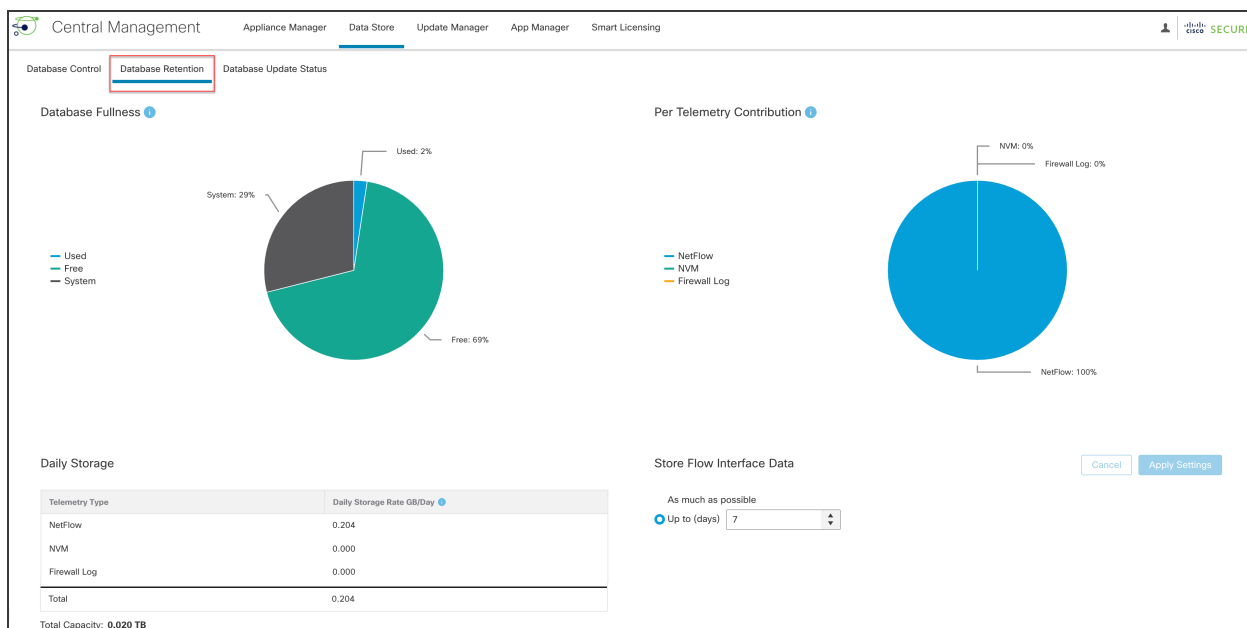 Central Management
Appliance Manager
Data Store
Update Manager
App Manager
Smart Licensing
cisco
Database Control
Database Retention
Database Update Status
Database Fullness
Per Telemetry Contribution
Used: 2%
System: 29%
Free: 69%
Used
Free
System
NVM: 0%
Firewall Log: 0%
NetFlow: 100%
NetFlow
NVM
Firewall Log
Daily Storage
Telemetry Type Daily Storage Rate GB/Day
NetFlow 0.204
NVM 0.000
Firewall Log 0.000
Total 0.204
Total Capacity: 0.020 TB
Store Flow Interface Data
Cancel
Apply Settings
As much as possible
Up to (days) 7